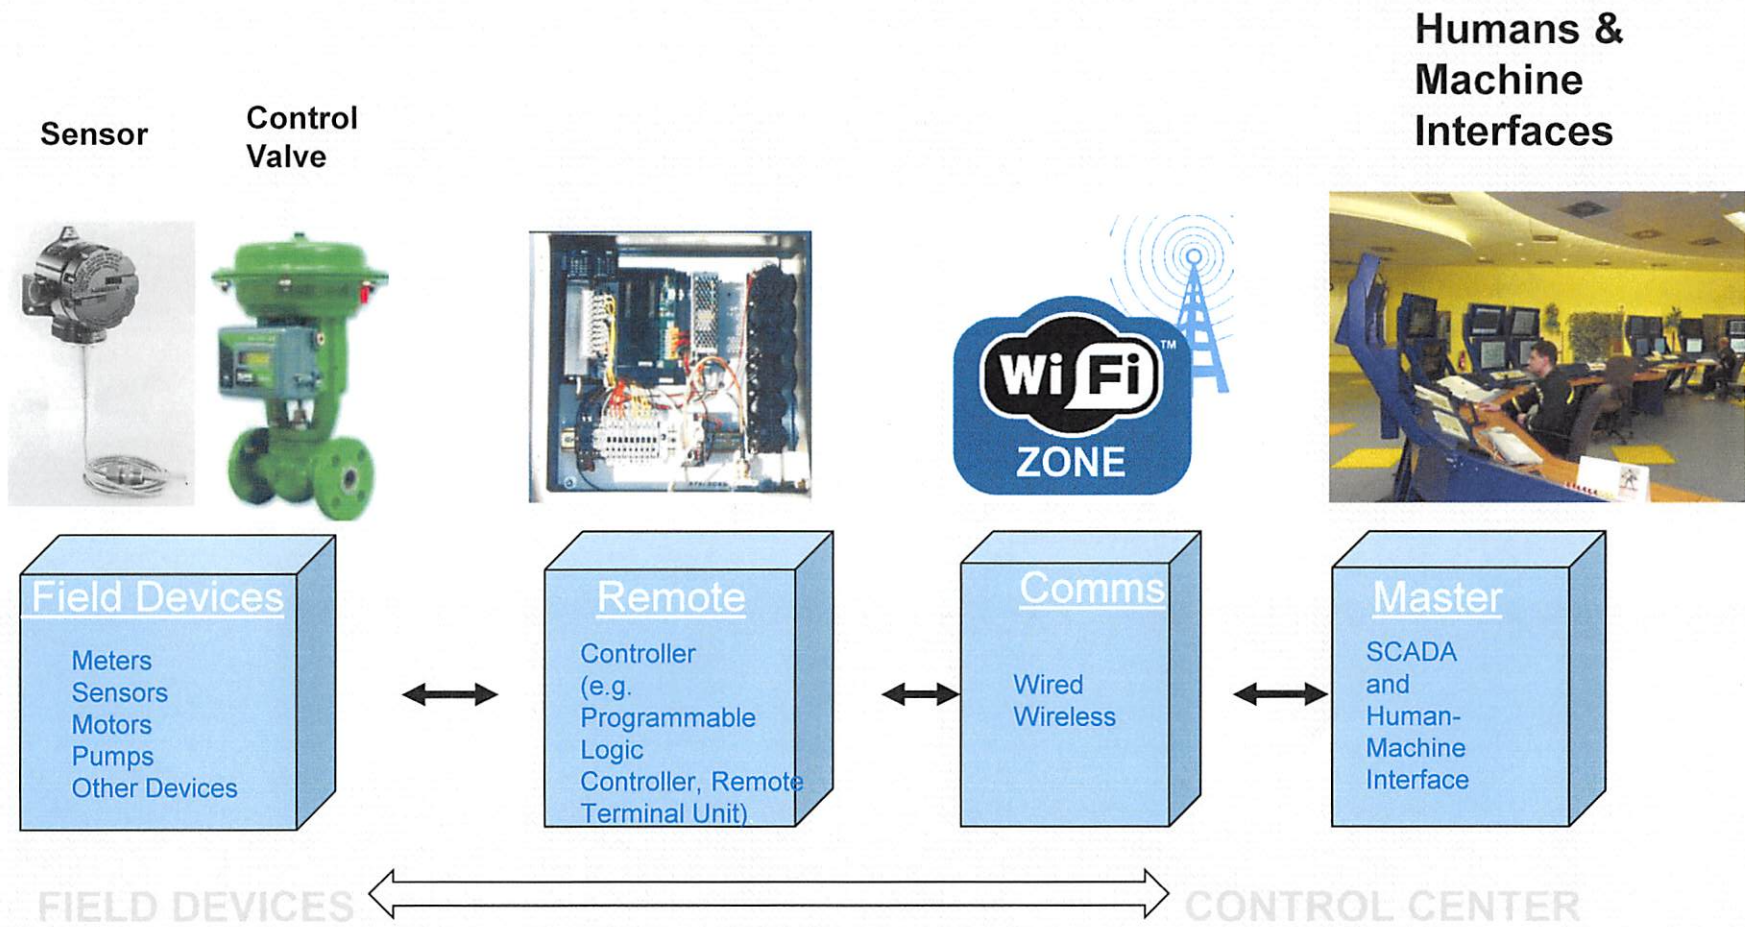 Humans &
Machine
Interfaces
Sensor
Control
Valve
Wi Fi ™
ZONE
Field Devices
Meters
Sensors
Motors
Pumps
Other Devices
Remote
Controller
(e.g.
Programmable
Logic
Controller, Remote
Terminal Unit)
Comms
Wired
Wireless
Master
SCADA
and
Human-
Machine
Interface
FIELD DEVICES
CONTROL CENTER